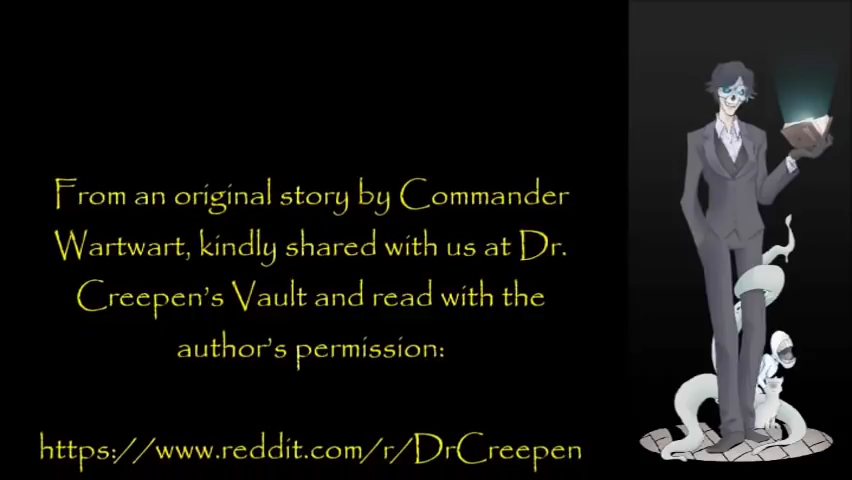 From an original story by Commander
Wartwart, kindly shared with us at Dr.
Creepen's Vault and read with the
author's permission:
https://www.reddit.com/r/DrCreepen